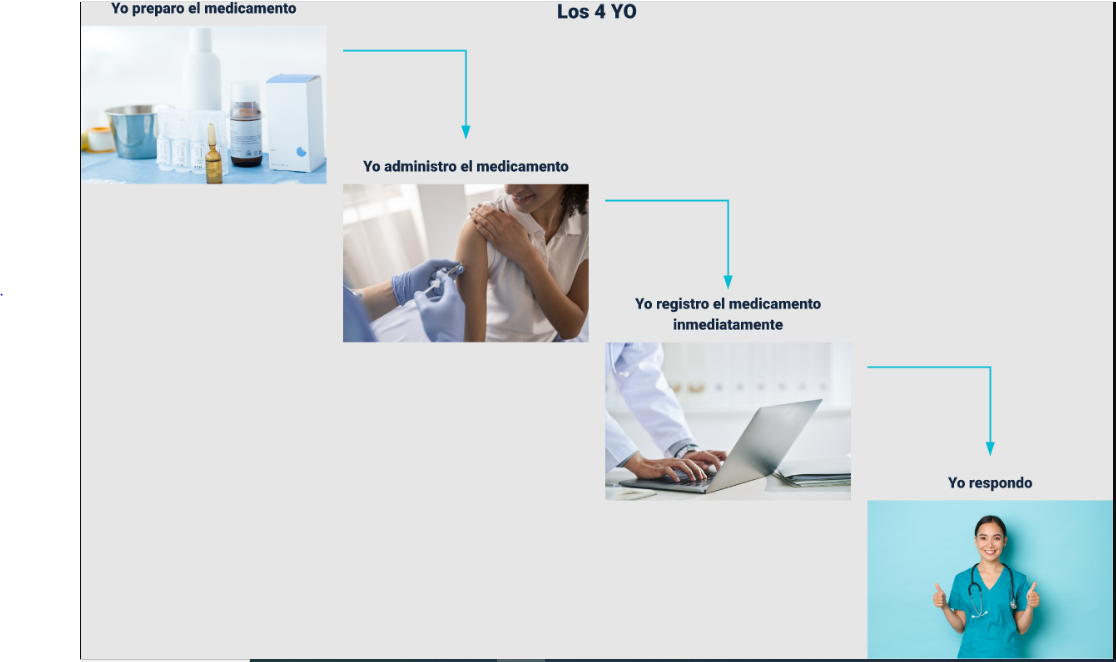 Los 4 YO
Yo preparo el medicamento
Yo administro el medicamento
Yo registro el medicamento
inmediatamente
Yo respondo